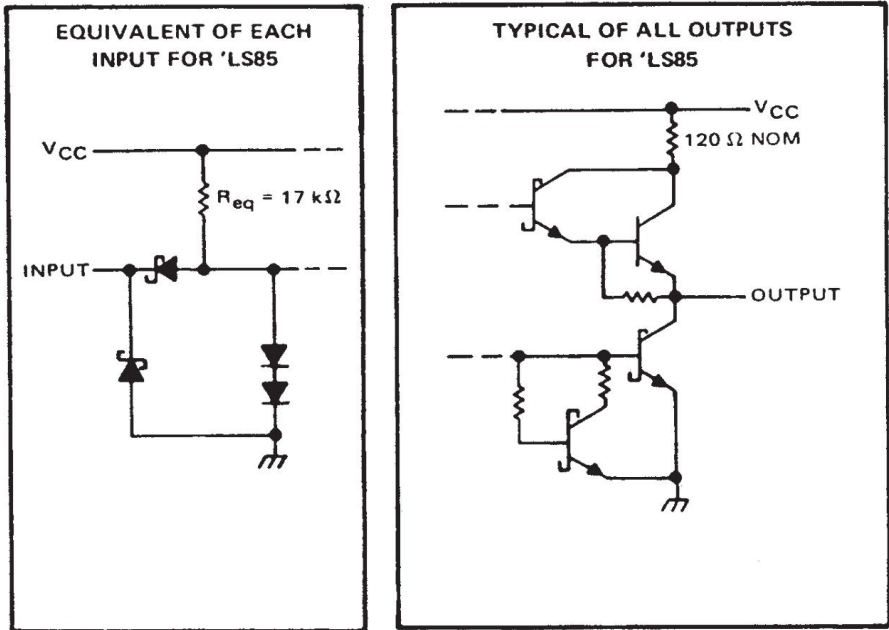 EQUIVALENT OF EACH
INPUT FOR 'LS85
VCC
Req = 17 kΩ
INPUT
TYPICAL OF ALL OUTPUTS
FOR 'LS85
VCC
120 Ω NOM
OUTPUT